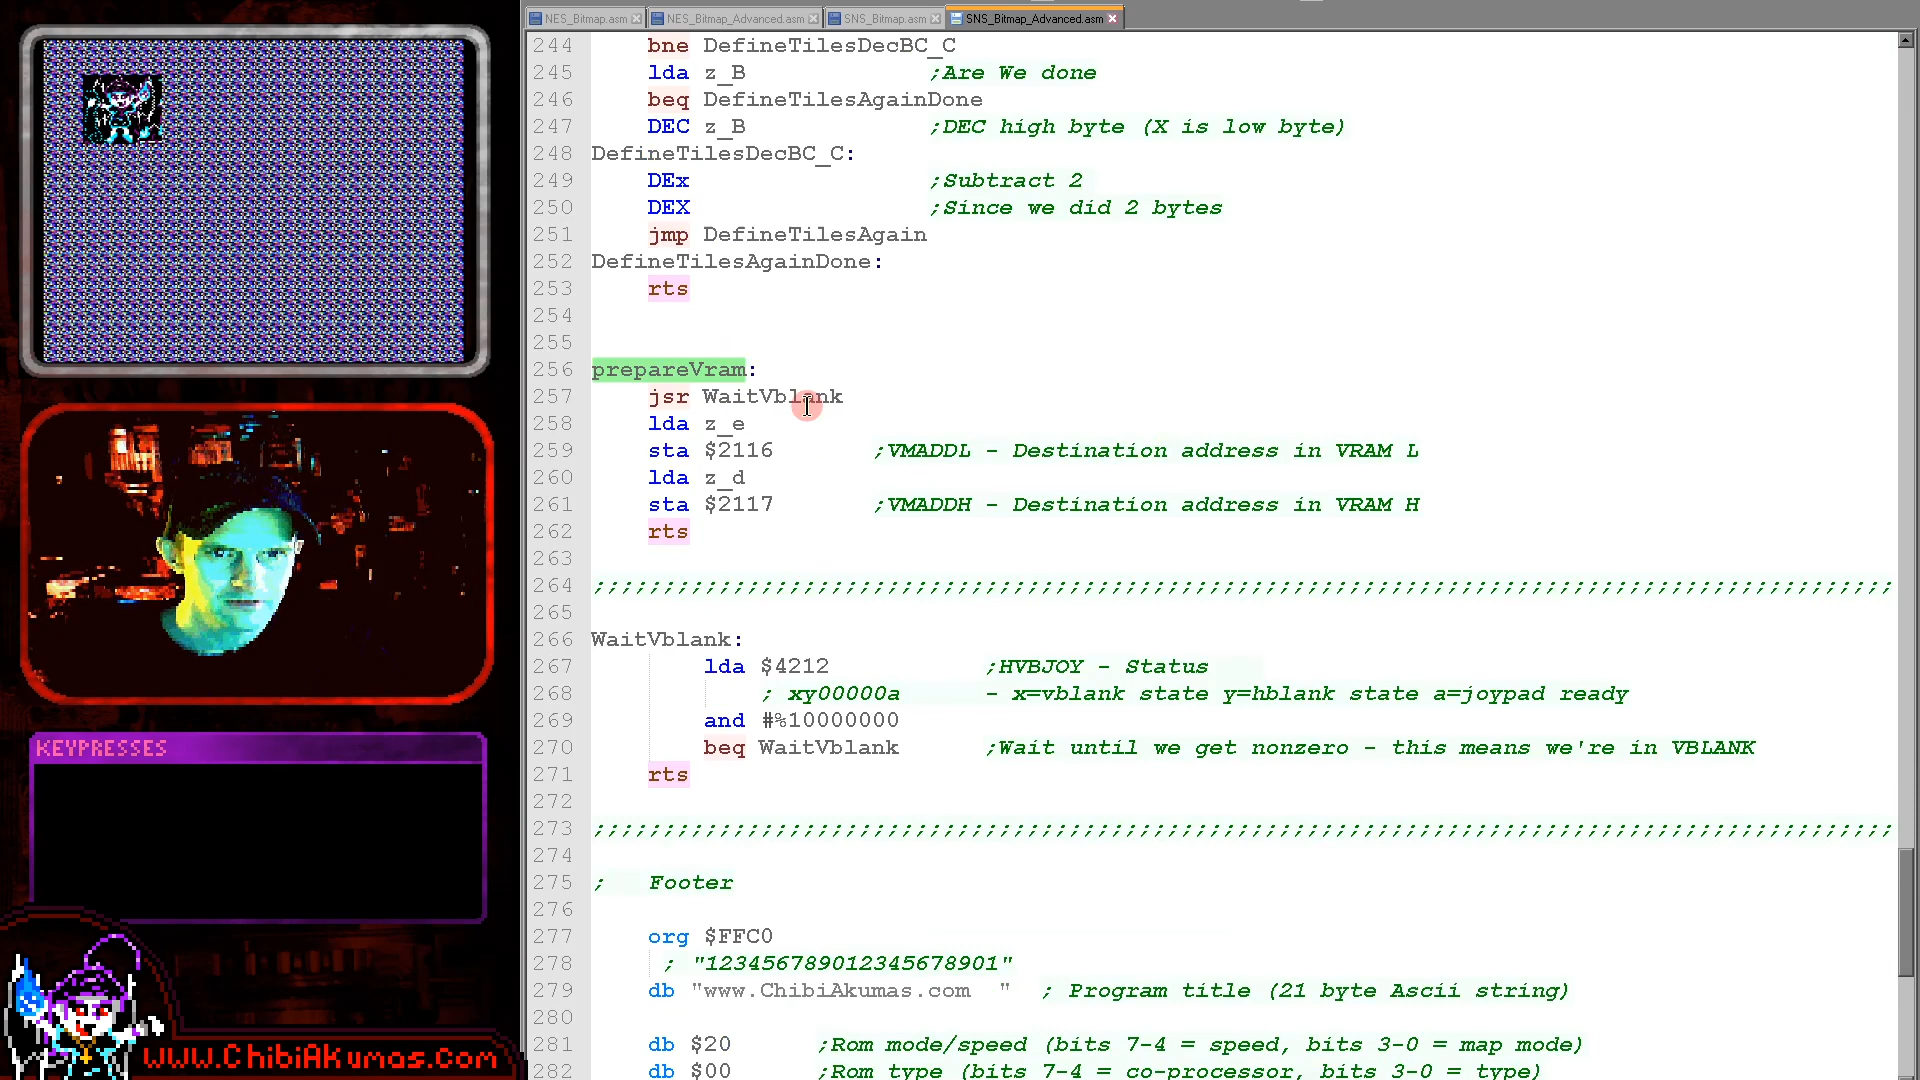 NES_Bitmap.asm NES_Bitmap_Advanced.asm SNS_Bitmap.asm SNS_Bitmap_Advanced.asm
244 bne DefineTilesDecBC_C
245 lda z_B ;Are We done
246 beq DefineTilesAgainDone
247 DEC z_B ;DEC high byte (X is low byte)
248 DefineTilesDecBC_C:
249 DEx ;Subtract 2
250 DEX ;Since we did 2 bytes
251 jmp DefineTilesAgain
252 DefineTilesAgainDone:
253 rts
254
255
256 prepareVram:
257 jsr WaitVblank
258 lda z_e
259 sta $2116 ;VMADDL - Destination address in VRAM L
260 lda z_d
261 sta $2117 ;VMADDH - Destination address in VRAM H
262 rts
263
264 ;;;;;;;;;;;;;;;;;;;;;;;;;;;;;;;;;;;;;;;;;;;;;;;;;;;;;;;;;;;;;;;;;;;;;;;;;;;;;;;;;;;;;;;;;;;;
265
266 WaitVblank:
267 lda $4212 ;HVBJOY - Status
268 ; xy00000a - x=vblank state y=hblank state a=joypad ready
269 and #%10000000
270 beq WaitVblank ;Wait until we get nonzero - this means we're in VBLANK
271 rts
272
273 ;;;;;;;;;;;;;;;;;;;;;;;;;;;;;;;;;;;;;;;;;;;;;;;;;;;;;;;;;;;;;;;;;;;;;;;;;;;;;;;;;;;;;;;;;;;;
274
275 ; Footer
276
277 org $FFC0
278 ; "123456789012345678901"
279 db "www.ChibiAkumas.com  " ; Program title (21 byte Ascii string)
280
281 db $20 ;Rom mode/speed (bits 7-4 = speed, bits 3-0 = map mode)
282 db $00 ;Rom type (bits 7-4 = co-processor, bits 3-0 = type)
KEYPRESSES
www.ChibiAkumas.com